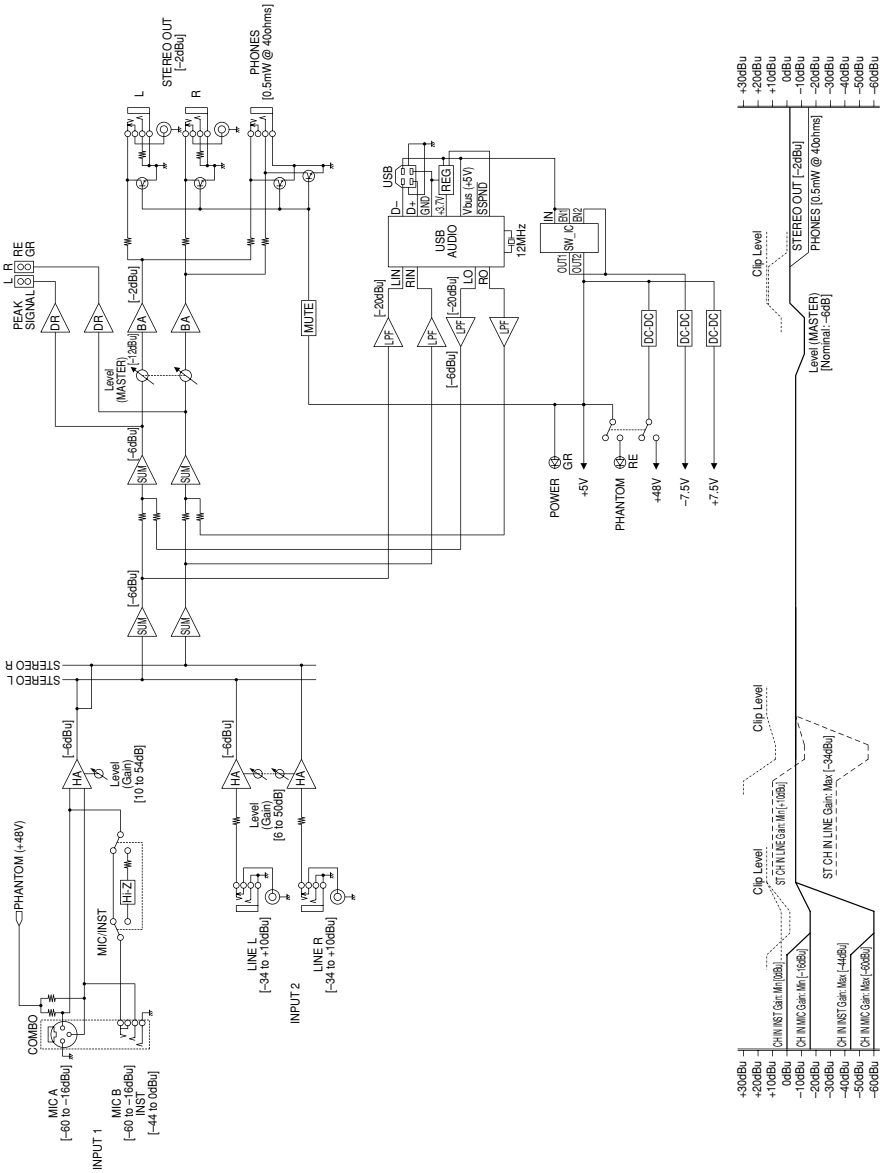 PHANTOM (+48V)
COMBO
MIC A
[−60 to −16dBu]
INPUT 1
MIC B
[−60 to −16dBu]
INST
[−44 to 0dBu]
MIC/INST
Hi-Z
HA
[−6dBu]
Level
(Gain)
[10 to 54dB]
LINE L
[−34 to +10dBu]
INPUT 2
LINE R
[−34 to +10dBu]
HA
[−6dBu]
Level
(Gain)
[6 to 50dB]
HA
STEREO L
STEREO R
SUM
[−6dBu]
SUM
SUM
[−6dBu]
SUM
Level
(MASTER)
[−12dBu]
BA
[−2dBu]
BA
DR
DR
PEAK
SIGNAL
L R
RE
GR
L
STEREO OUT
[−2dBu]
R
PHONES
[0.5mW @ 40ohms]
MUTE
LPF
[−20dBu]
LPF
LPF
[−6dBu]
[−20dBu]
LPF
LIN
RIN
LO
RO
USB
AUDIO
12MHz
USB
D−
D+
GND
+3.7V
REG
Vbus (+5V)
SSPND
IN
EN1
EN2
SW_IC
OUT1
OUT2
DC-DC
DC-DC
DC-DC
POWER
GR
+5V
PHANTOM
RE
+48V
−7.5V
+7.5V
+30dBu
+20dBu
+10dBu
0dBu
−10dBu
−20dBu
−30dBu
−40dBu
−50dBu
−60dBu
CH IN INST Gain: Min [0dBu]
CH IN MIC Gain: Min [−16dBu]
CH IN INST Gain: Max [−44dBu]
CH IN MIC Gain: Max [−60dBu]
Clip Level
ST CH IN LINE Gain: Min [+10dBu]
ST CH IN LINE Gain: Max [−34dBu]
Clip Level
Level (MASTER)
[Nominal: −6dB]
Clip Level
STEREO OUT [−2dBu]
PHONES [0.5mW @ 40ohms]
+30dBu
+20dBu
+10dBu
0dBu
−10dBu
−20dBu
−30dBu
−40dBu
−50dBu
−60dBu